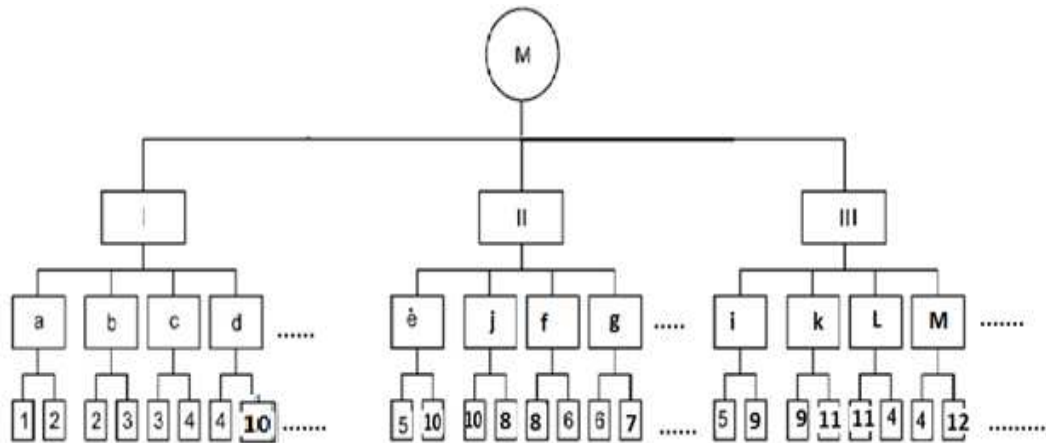 M
I II III
a b c d ...... ė j f g ..... i k L M .......
1 2 2 3 3 4 4 10 ....... 5 10 10 8 8 6 6 7 ...... 5 9 9 11 11 4 4 12 .........